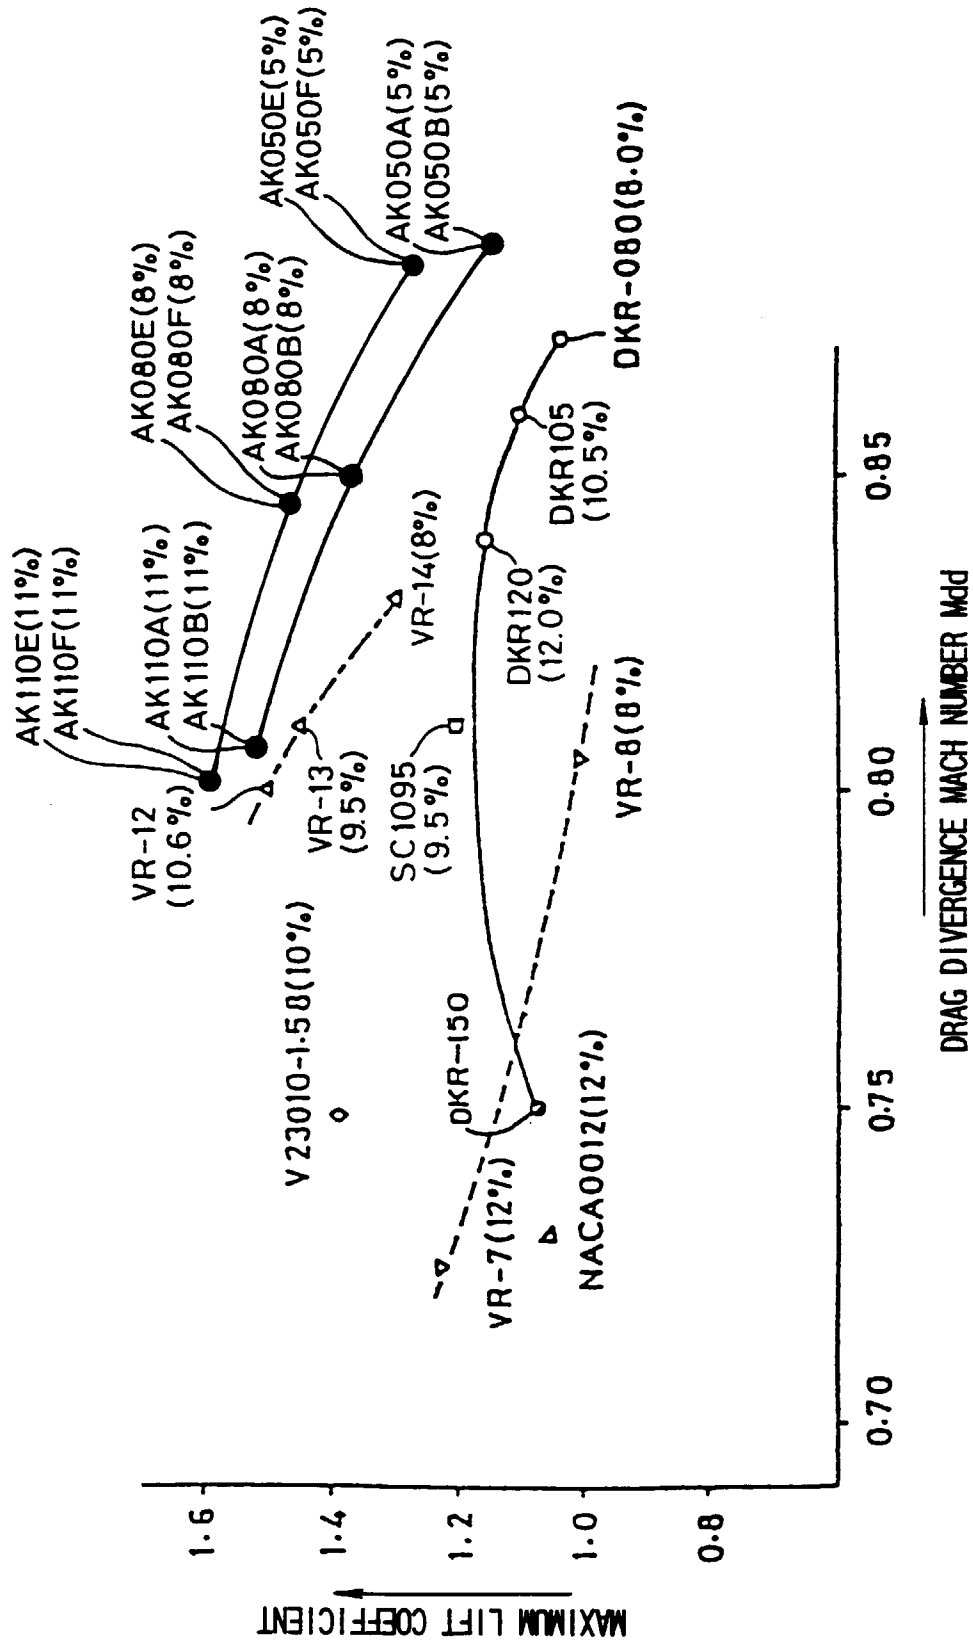 AK110E(11%)
AK110F(11%)
AK110A(11%)
AK110B(11%)
AK080E(8%)
AK080F(8%)
AK080A(8%)
AK080B(8%)
AK050E(5%)
AK050F(5%)
AK050A(5%)
AK050B(5%)
VR-12
(10.6%)
VR-13
(9.5%)
VR-14(8%)
V23010-1.58(10%)
SC1095
(9.5%)
DKR-150
DKR120
(12.0%)
DKR105
(10.5%)
DKR-080(8.0%)
VR-7(12%)
VR-8(8%)
NACA0012(12%)
MAXIMUM LIFT COEFFICIENT
1.6
1.4
1.2
1.0
0.8
0.70
0.75
0.80
0.85
DRAG DIVERGENCE MACH NUMBER Mdd